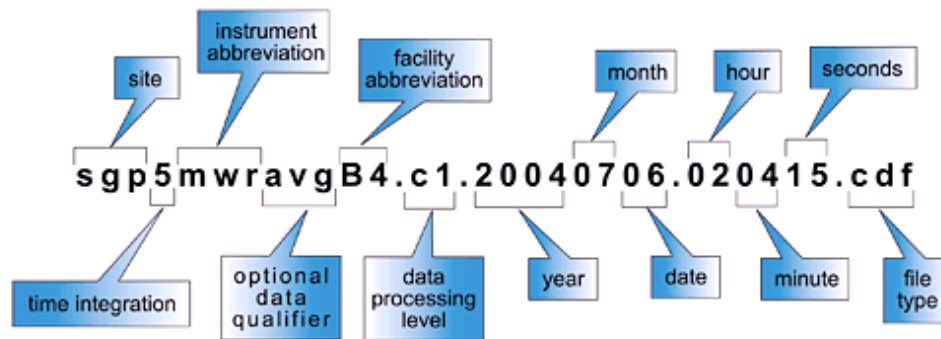 instrument
abbreviation
facility
abbreviation
site
month
hour
seconds
sgp5mwravgB4.c1.20040706.020415.cdf
time integration
optional
data
qualifier
data
processing
level
year
date
minute
file
type